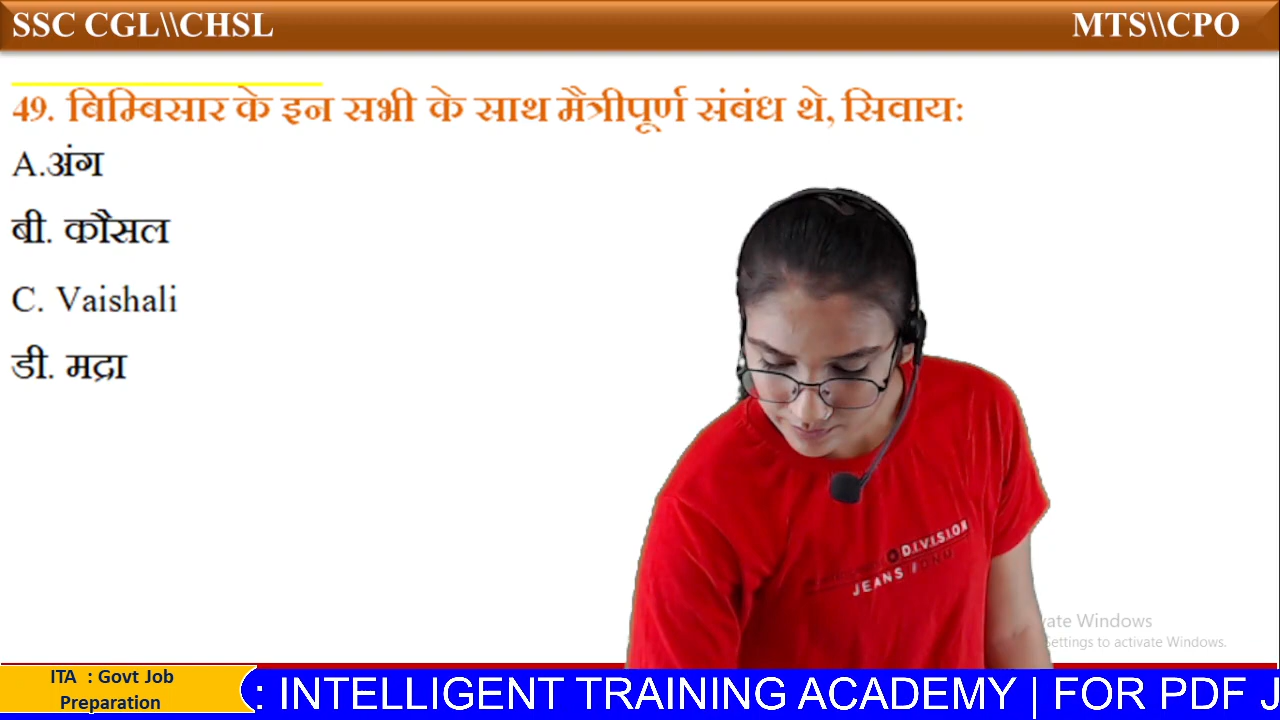 SSC CGL\\CHSL MTS\\CPO
49. बिम्बिसार के इन सभी के साथ मैत्रीपूर्ण संबंध थे, सिवाय:
A.अंग
बी. कौसल
C. Vaishali
डी. मद्रा
DIVISION
JEANS /
vate Windows
Settings to activate Windows.
ITA : Govt Job
Preparation
: INTELLIGENT TRAINING ACADEMY | FOR PDF J